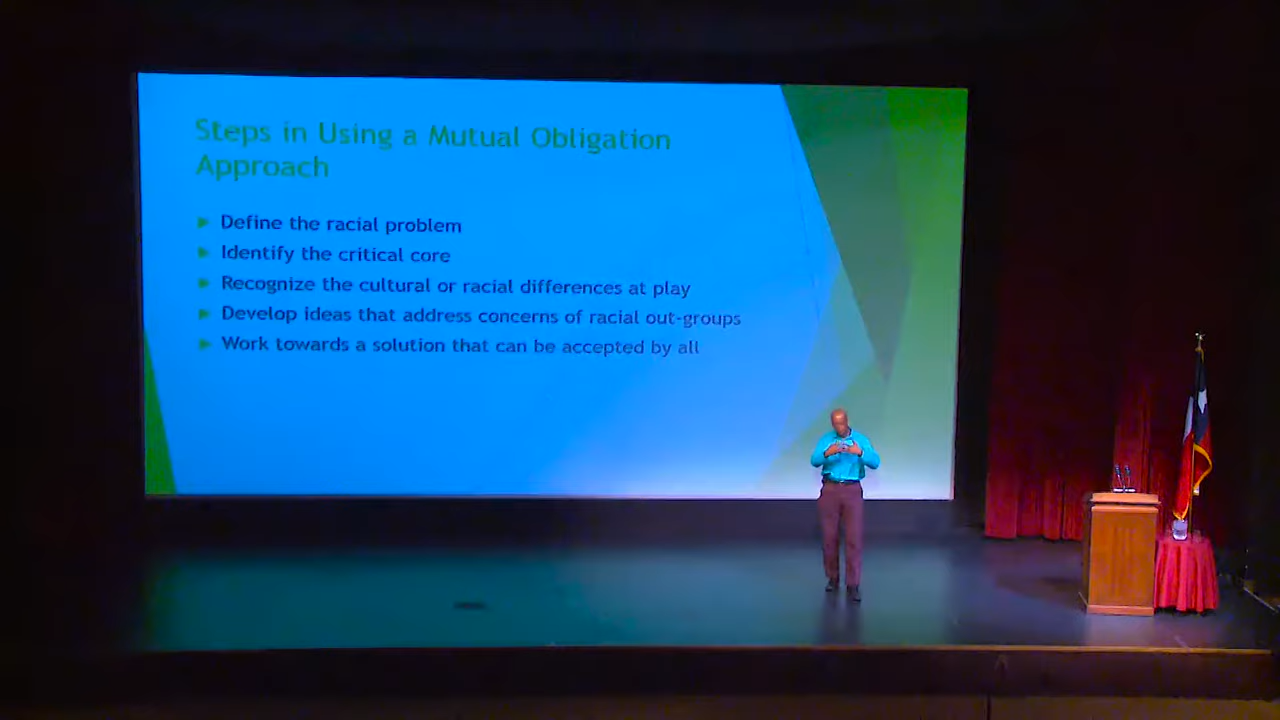 Steps in Using a Mutual Obligation
Approach
Define the racial problem
Identify the critical core
Recognize the cultural or racial differences at play
Develop ideas that address concerns of racial out-groups
Work towards a solution that can be accepted by all